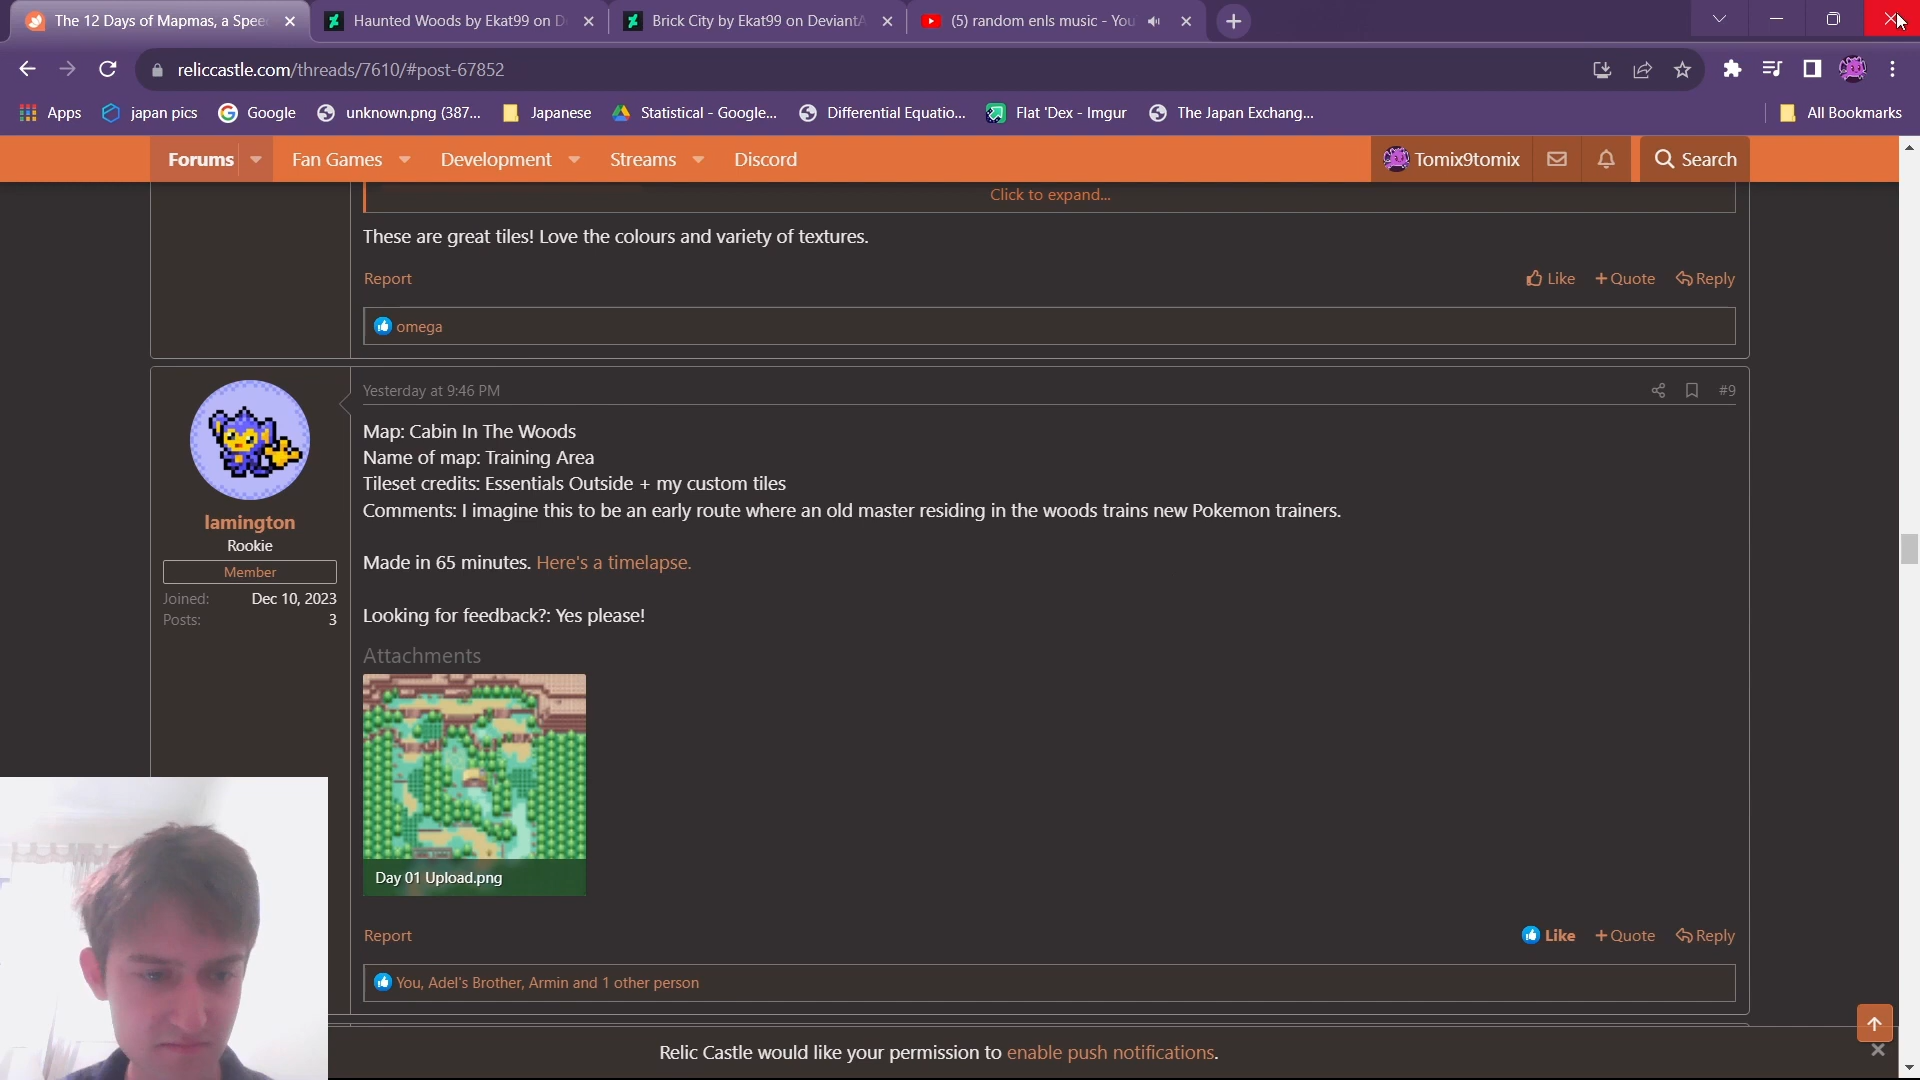 The 12 Days of Mapmas, a Spee
Haunted Woods by Ekat99 on D
Brick City by Ekat99 on DeviantA
(5) random enls music - You
reliccastle.com/threads/7610/#post-67852
Apps
japan pics
Google
unknown.png (387...
Japanese
Statistical - Google...
Differential Equatio...
Flat 'Dex - Imgur
The Japan Exchang...
All Bookmarks
Forums
Fan Games
Development
Streams
Discord
Tomix9tomix
Search
Click to expand...
These are great tiles! Love the colours and variety of textures.
Report
Like
+Quote
Reply
omega
Yesterday at 9:46 PM
#9
lamington
Rookie
Member
Joined: Dec 10, 2023
Posts: 3
Map: Cabin In The Woods
Name of map: Training Area
Tileset credits: Essentials Outside + my custom tiles
Comments: I imagine this to be an early route where an old master residing in the woods trains new Pokemon trainers.
Made in 65 minutes. Here's a timelapse.
Looking for feedback?: Yes please!
Attachments
Day 01 Upload.png
Report
Like
+Quote
Reply
You, Adel's Brother, Armin and 1 other person
Relic Castle would like your permission to enable push notifications.